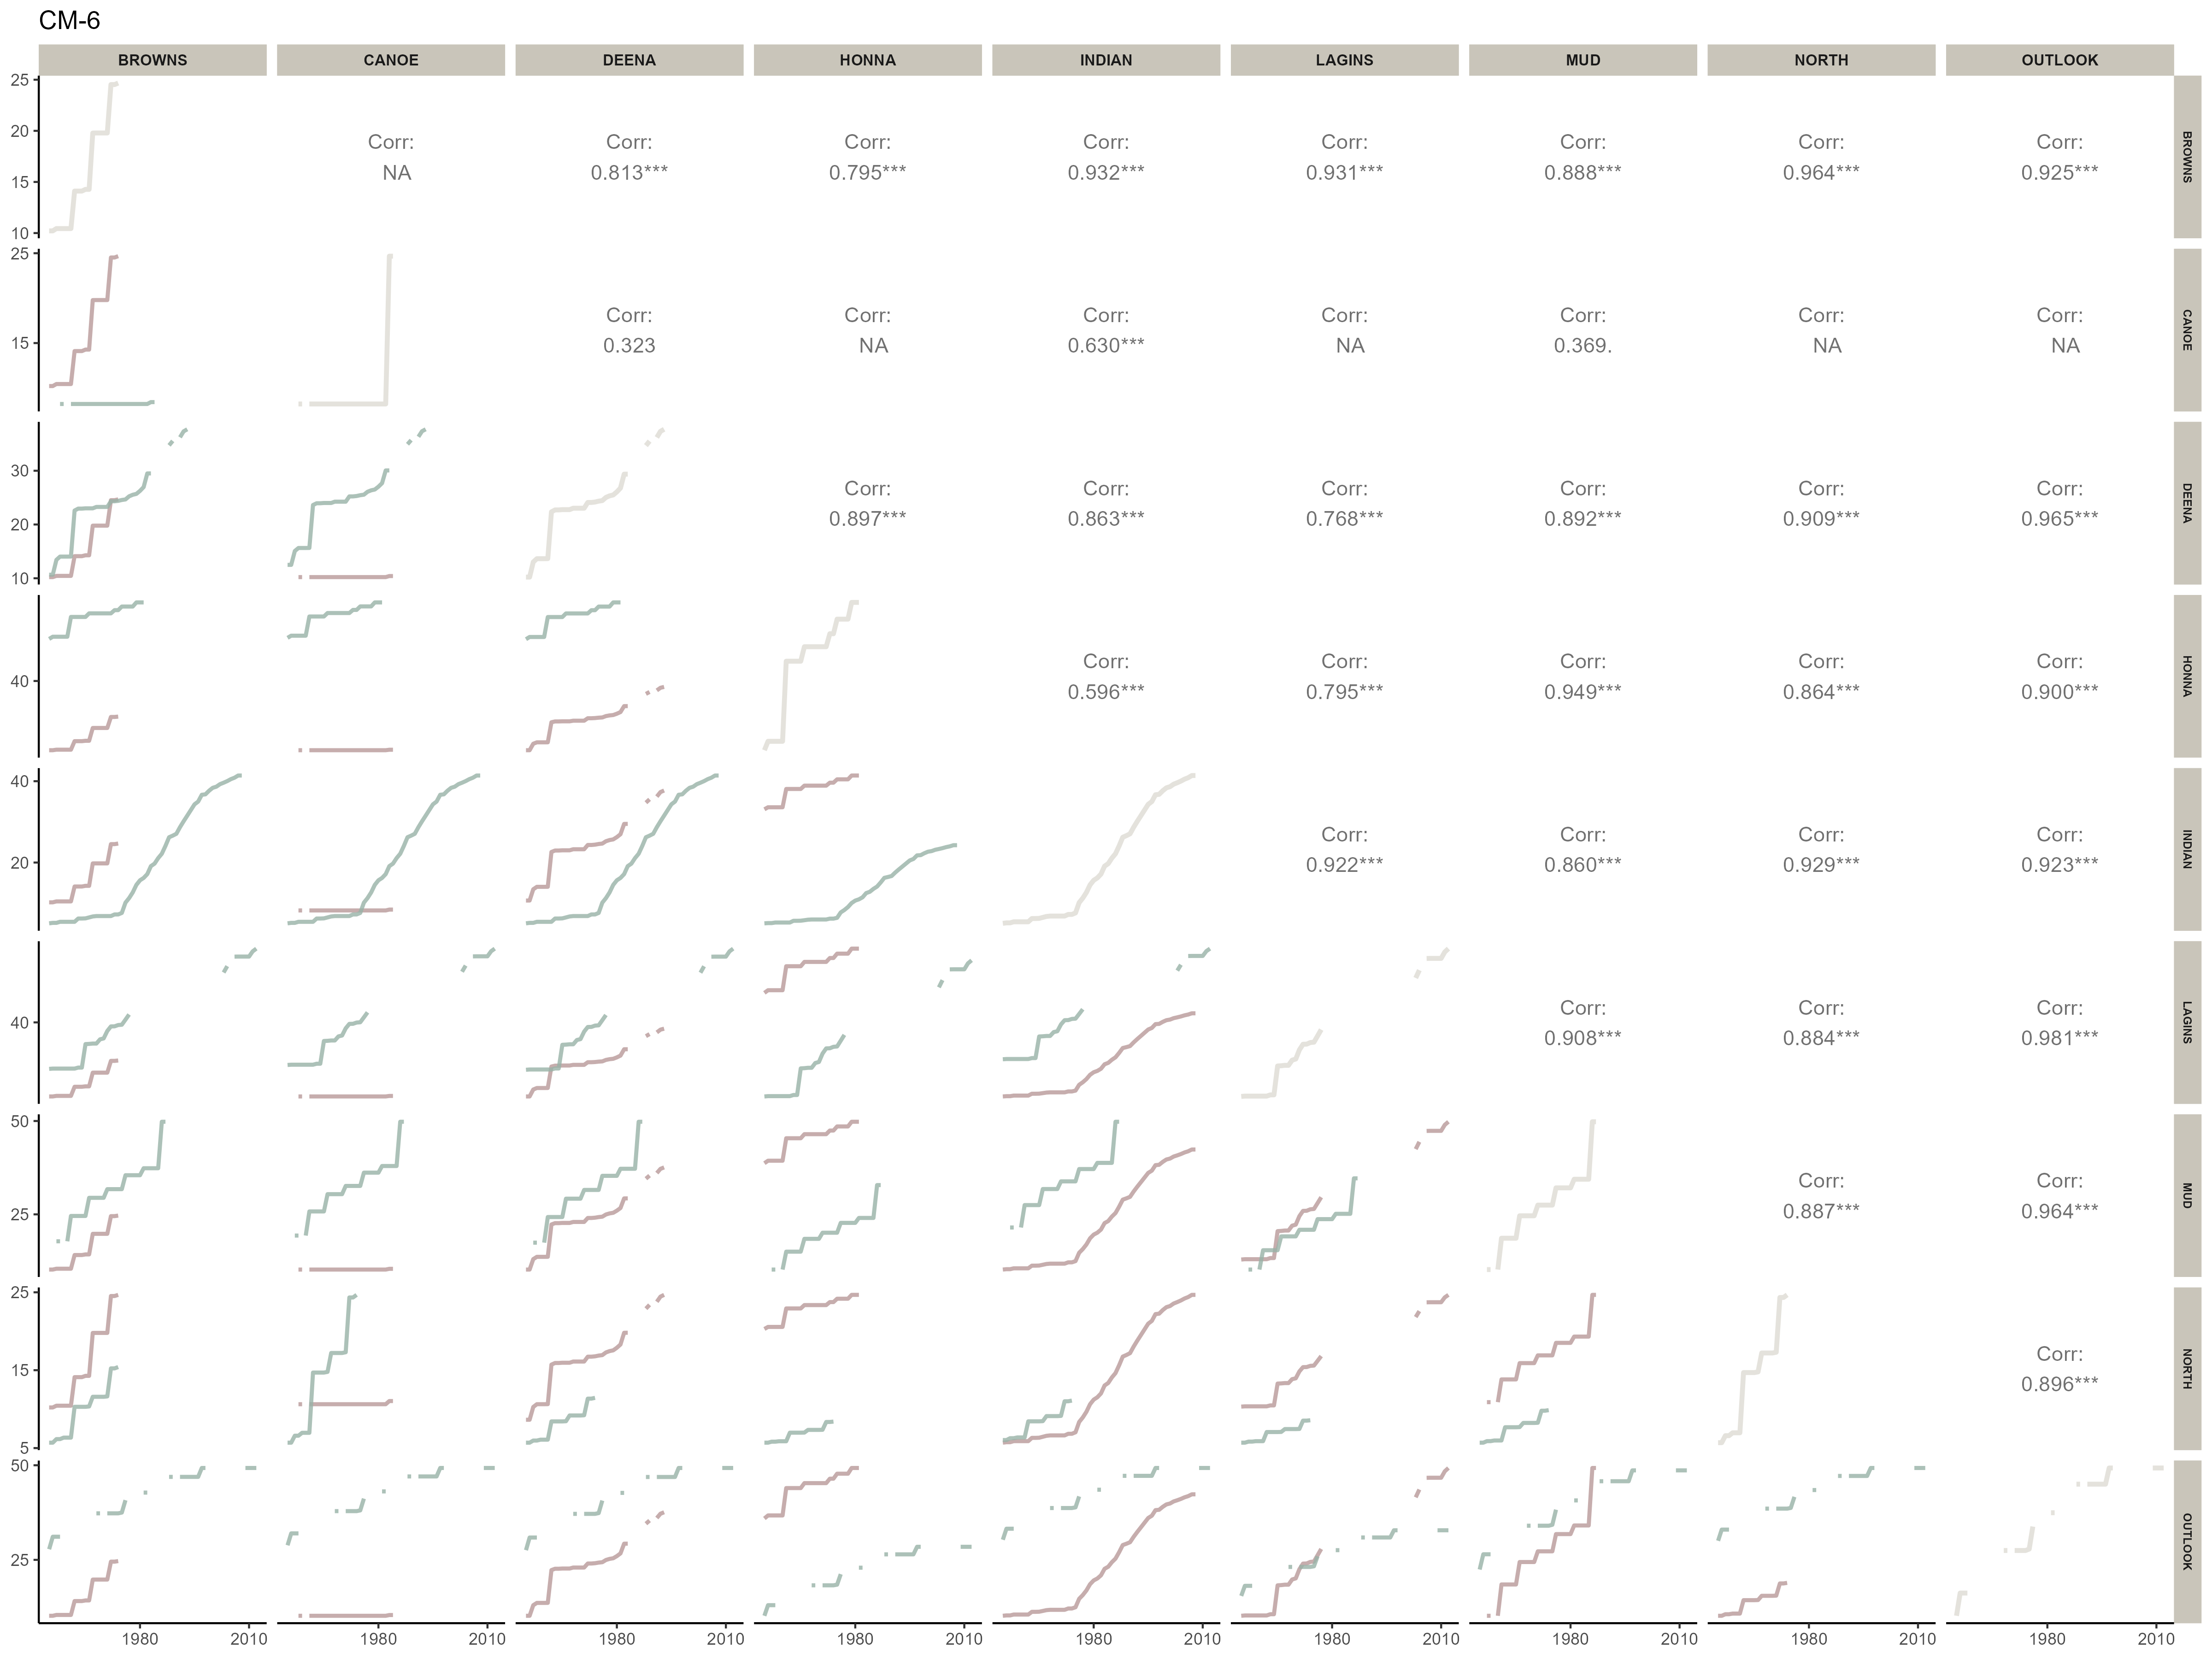 CM-6
BROWNS CANOE DEENA HONNA INDIAN LAGINS MUD NORTH OUTLOOK
25
20
15
10
Corr: Corr: Corr: Corr: Corr: Corr: Corr: Corr:
NA 0.813*** 0.795*** 0.932*** 0.931*** 0.888*** 0.964*** 0.925***
BROWNS
25
15
Corr: Corr: Corr: Corr: Corr: Corr: Corr:
0.323 NA 0.630*** NA 0.369. NA NA
CANOE
30
20
10
Corr: Corr: Corr: Corr: Corr: Corr:
0.897*** 0.863*** 0.768*** 0.892*** 0.909*** 0.965***
DEENA
40
Corr: Corr: Corr: Corr: Corr:
0.596*** 0.795*** 0.949*** 0.864*** 0.900***
HONNA
40
20
Corr: Corr: Corr: Corr:
0.922*** 0.860*** 0.929*** 0.923***
INDIAN
40
Corr: Corr: Corr:
0.908*** 0.884*** 0.981***
LAGINS
50
25
Corr: Corr:
0.887*** 0.964***
MUD
25
15
5
Corr:
0.896***
NORTH
50
25
OUTLOOK
1980 2010 1980 2010 1980 2010 1980 2010 1980 2010 1980 2010 1980 2010 1980 2010 1980 2010